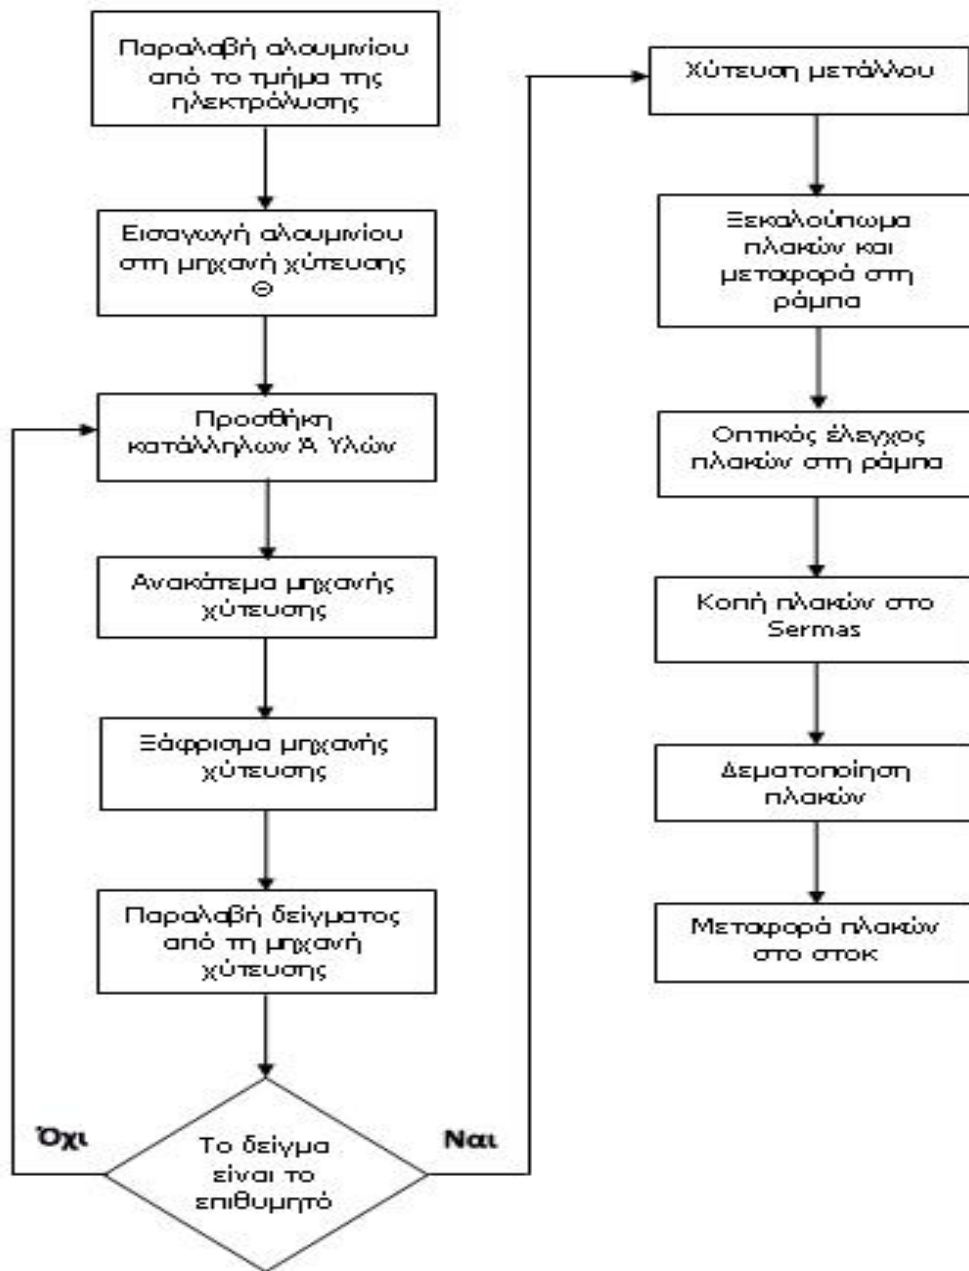 Παραλαβή αλουμινίου
από το τμήμα της
ηλεκτρόλυσης
Εισαγωγή αλουμινίου
στη μηχανή χύτευσης
Θ
Προσθήκη
κατάλληλων Ά Υλών
Ανακάτεμα μηχανής
χύτευσης
Ξάφρισμα μηχανής
χύτευσης
Παραλαβή δείγματος
από τη μηχανή
χύτευσης
Όχι
Το δείγμα
είναι το
επιθυμητό
Ναι
Χύτευση μετάλλου
Ξεκαλούπωμα
πλακών και
μεταφορά στη
ράμπα
Οπτικός έλεγχος
πλακών στη ράμπα
Κοπή πλακών στο
Sermas
Δεματοποίηση
πλακών
Μεταφορά πλακών
στο στοκ